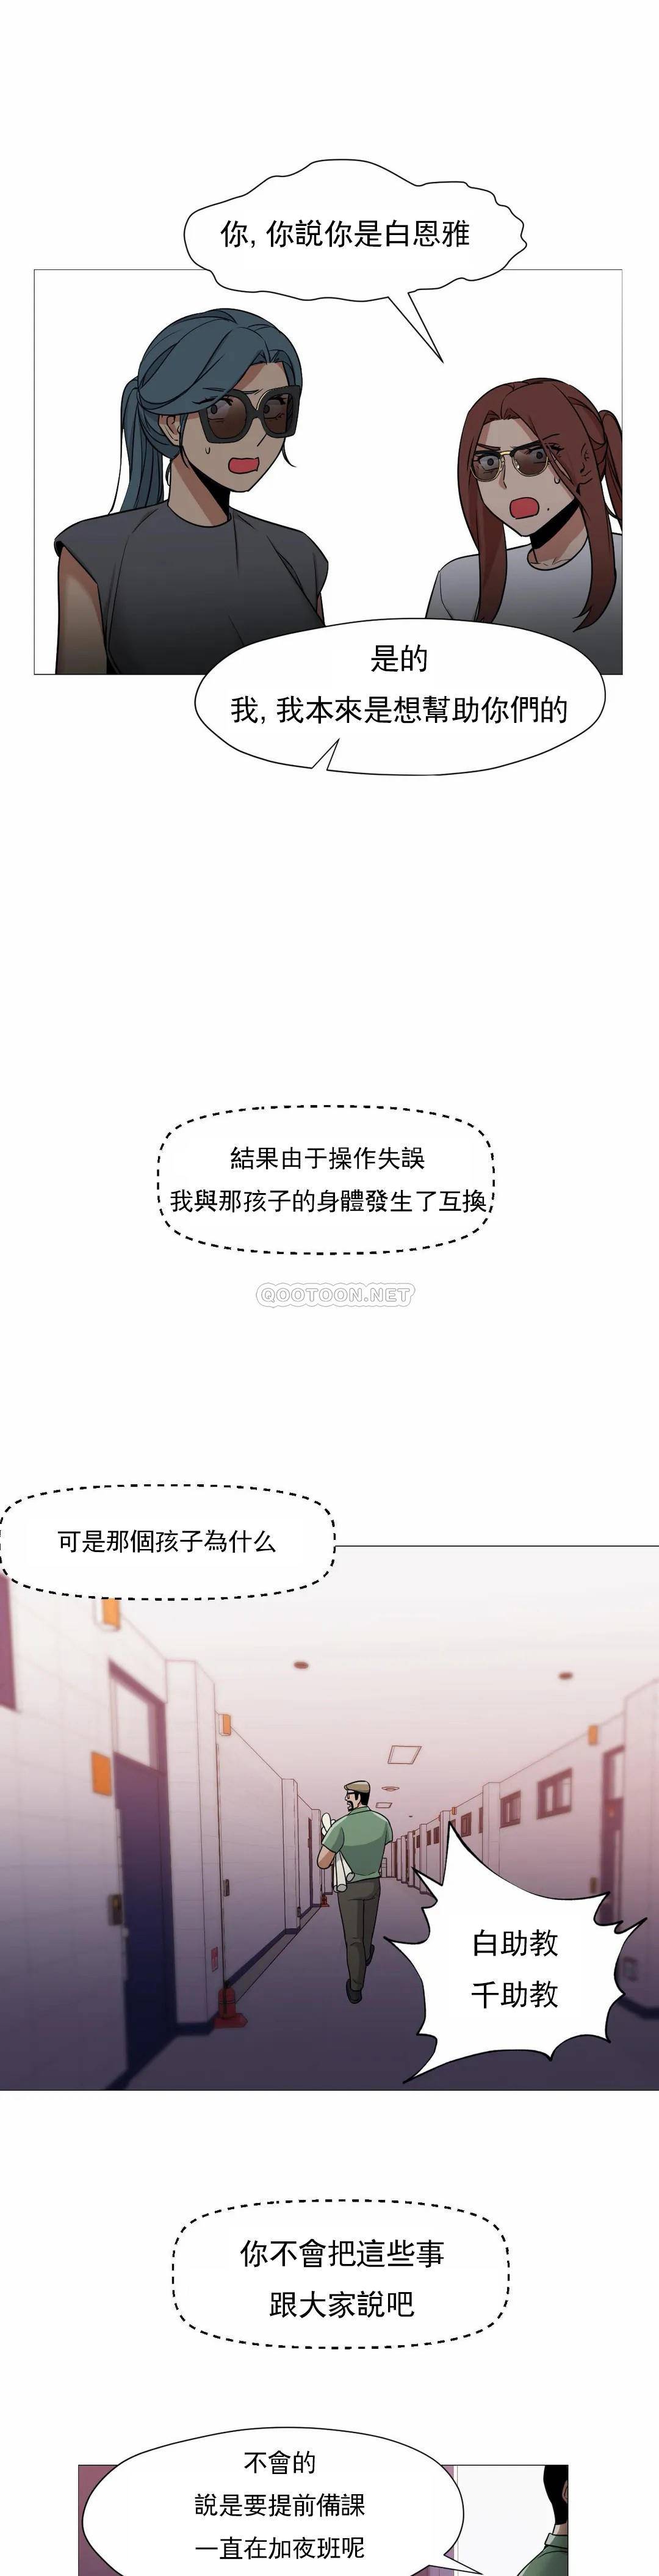 你, 你說你是白恩雅
是的
我, 我本來是想幫助你們的
結果由于操作失誤
我與那孩子的身體發生了互換
QOOTOON.NET
可是那個孩子為什么
白助教
千助教
你不會把這些事
跟大家說吧
不會的
說是要提前備課
一直在加夜班呢